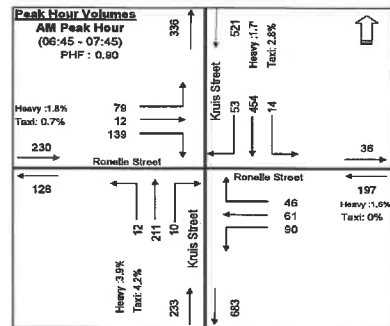 Peak Hour Volumes
AM Peak Hour
(06:45 - 07:45)
PHF : 0.90
336
521
Heavy :1.7
Taxi: 2.8%
Kruis Street
53
454
14
Heavy :1.8%
Taxi: 0.7%
79
12
139
230
Ronelle Street
36
128
Ronelle Street
197
Heavy :1.5%
Taxi: 0%
46
61
90
12
211
10
Kruis Street
Heavy :3.9%
Taxi: 4.2%
233
683